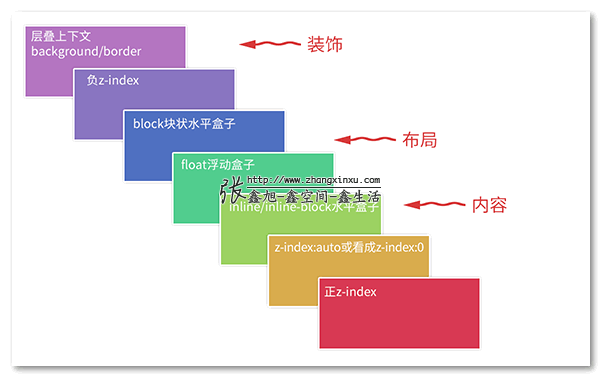 层叠上下文
background/border
装饰
负z-index
block块状水平盒子
布局
float浮动盒子
http://www.zhangxinxu.com
张鑫旭-鑫空间-鑫生活
inline/inline-block水平盒子
内容
z-index:auto或看成z-index:0
正z-index